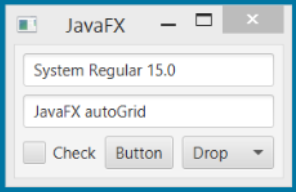 JavaFX
System Regular 15.0
JavaFX autoGrid
Check Button Drop